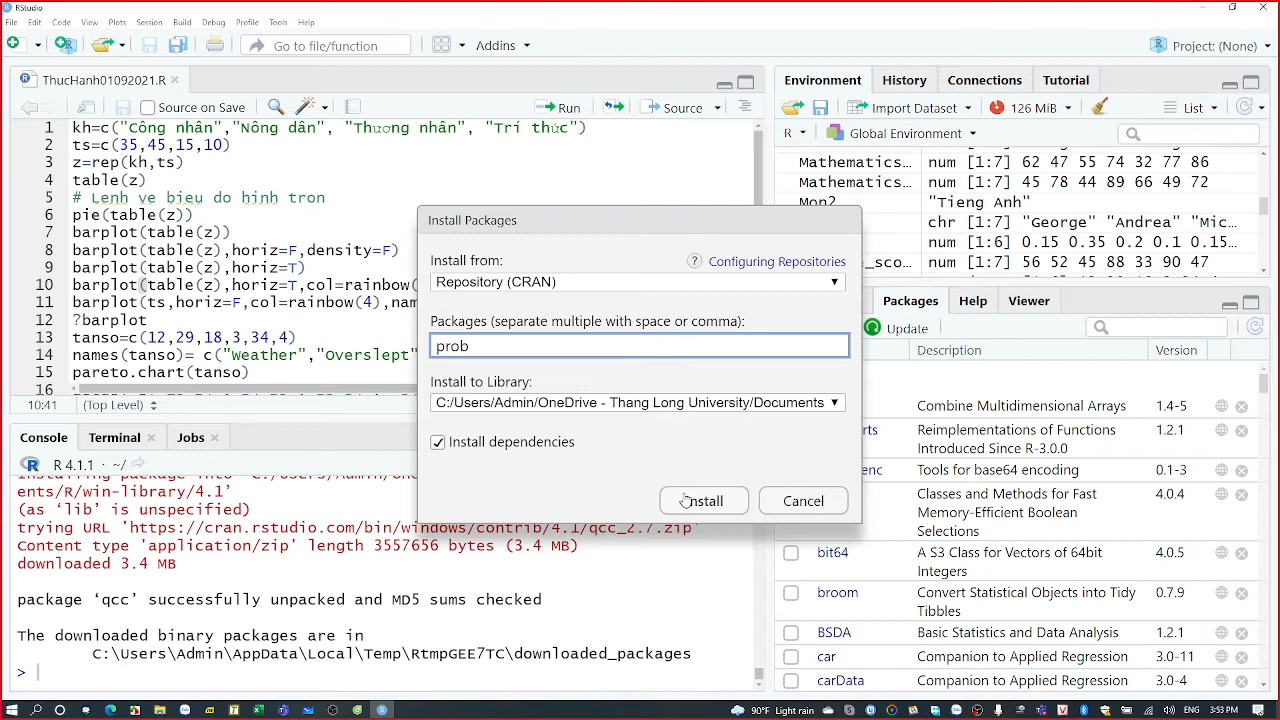 RStudio
File Edit Code View Plots Session Build Debug Profile Tools Help
Go to file/function Addins Project: (None)
ThucHanh01092021.R
Source on Save Run Source
1 kh=c("Công nhân","Nông dân", "Thương nhân", "Trí thức")
2 ts=c(35,45,15,10)
3 z=rep(kh,ts)
4 table(z)
5 # Lenh ve bieu do hinh tron
6 pie(table(z))
7 barplot(table(z))
8 barplot(table(z),horiz=F,density=F)
9 barplot(table(z),horiz=T)
10 barplot(table(z),horiz=T,col=rainbow(
11 barplot(ts,horiz=F,col=rainbow(4),nam
12 ?barplot
13 tanso=c(12,29,18,3,34,4)
14 names(tanso)= c("Weather","Overslept"
15 pareto.chart(tanso)
16
10:41 (Top Level)
Console Terminal Jobs
R 4.1.1 · ~/
ents/R/win-library/4.1’
(as ‘lib’ is unspecified)
trying URL 'https://cran.rstudio.com/bin/windows/contrib/4.1/qcc_2.7.zip'
Content type 'application/zip' length 3557656 bytes (3.4 MB)
downloaded 3.4 MB
package ‘qcc’ successfully unpacked and MD5 sums checked
The downloaded binary packages are in
C:\Users\Admin\AppData\Local\Temp\RtmpGEE7TC\downloaded_packages
>
Install Packages
Install from: ? Configuring Repositories
Repository (CRAN)
Packages (separate multiple with space or comma):
prob
Install to Library:
C:/Users/Admin/OneDrive - Thang Long University/Documents
Install dependencies
Install Cancel
Environment History Connections Tutorial
Import Dataset 126 MiB List
R Global Environment
Mathematics… num [1:7] 62 47 55 74 32 77 86
Mathematics… num [1:7] 45 78 44 89 66 49 72
Mon2 "Tieng Anh"
chr [1:7] "George" "Andrea" "Mic…
num [1:6] 0.15 0.35 0.2 0.1 0.15…
e_sco… num [1:7] 56 52 45 88 33 90 47
Packages Help Viewer
Update
Description Version
Combine Multidimensional Arrays 1.4-5
rts Reimplementations of Functions Introduced Since R-3.0.0 1.2.1
enc Tools for base64 encoding 0.1-3
Classes and Methods for Fast Memory-Efficient Boolean Selections 4.0.4
bit64 A S3 Class for Vectors of 64bit Integers 4.0.5
broom Convert Statistical Objects into Tidy Tibbles 0.7.9
BSDA Basic Statistics and Data Analysis 1.2.1
car Companion to Applied Regression 3.0-11
carData Companion to Applied Regression 3.0-4
90°F Light rain ENG 3:53 PM